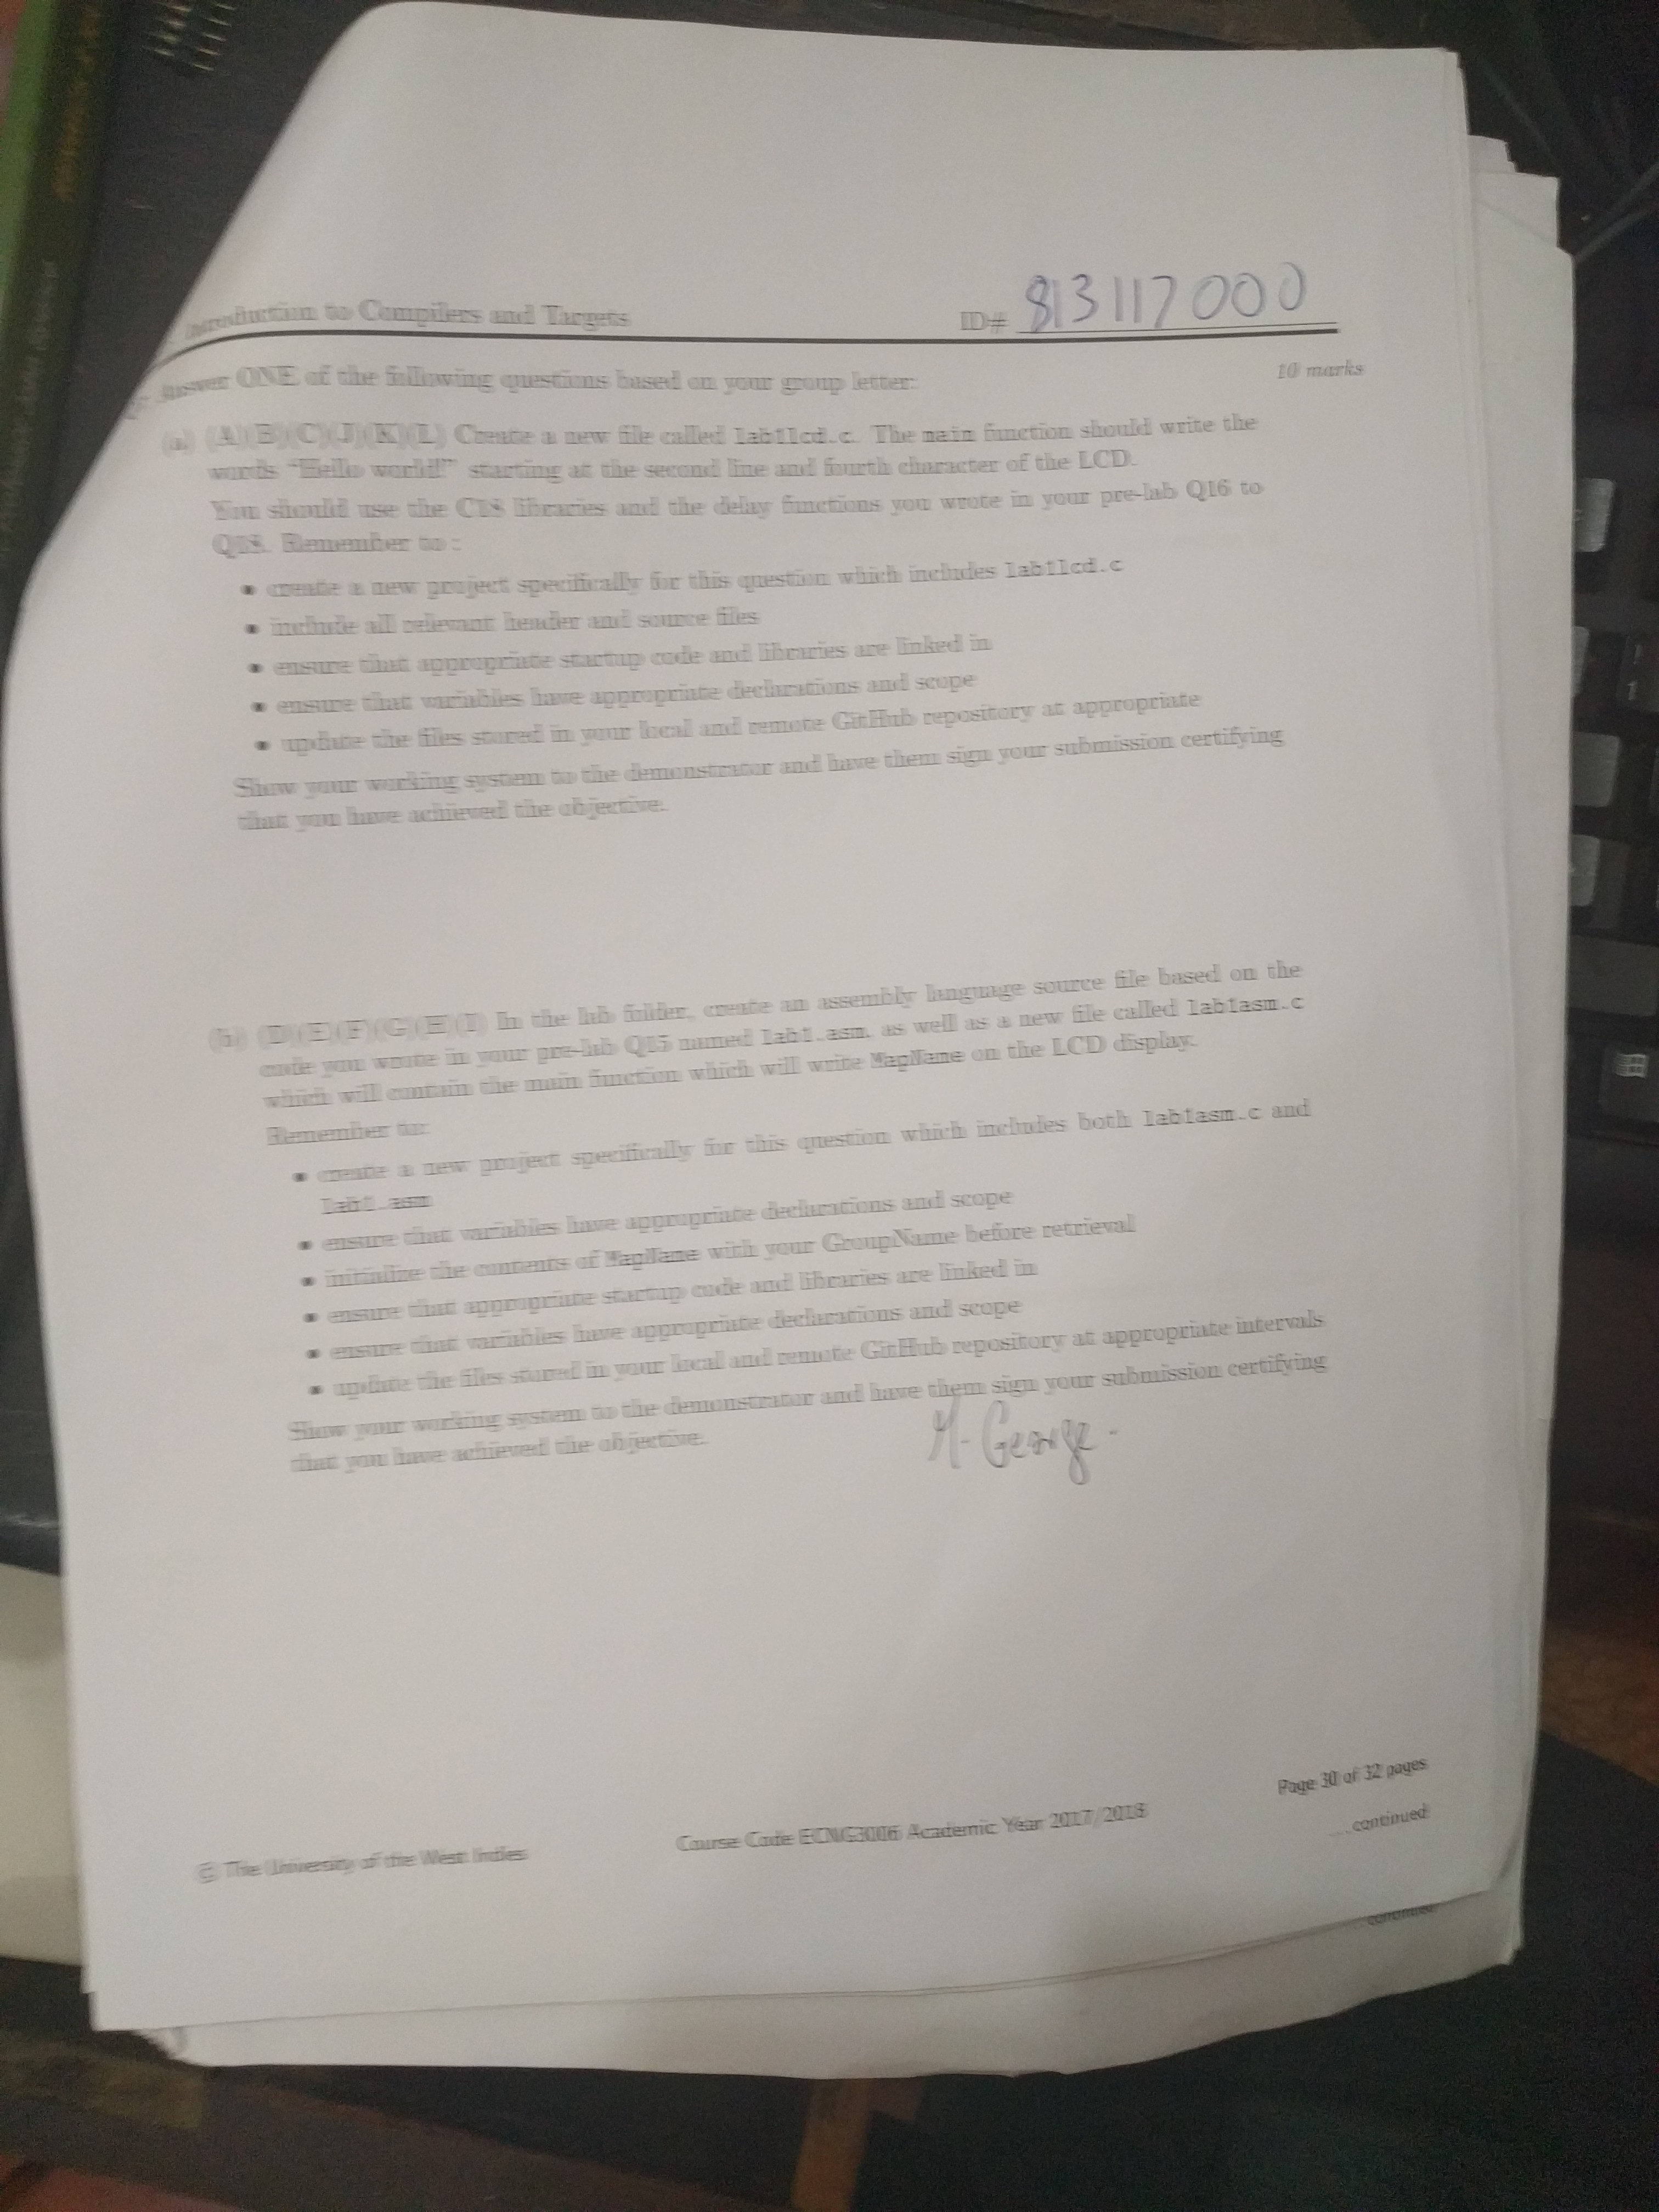 Introduction to Compilers and Targets ID# 813117000
Answer ONE of the following questions based on your group letter: 10 marks
(a) (A)(B)(C)(J)(K)(L) Create a new file called lab1lcd.c. The main function should write the
words "Hello world!" starting at the second line and fourth character of the LCD.
You should use the C18 libraries and the delay functions you wrote in your pre-lab Q16 to
Q18. Remember to :
• create a new project specifically for this question which includes lab1lcd.c
• include all relevant header and source files
• ensure that appropriate startup code and libraries are linked in
• ensure that variables have appropriate declarations and scope
• update the files stored in your local and remote GitHub repository at appropriate
Show your working system to the demonstrator and have them sign your submission certifying
that you have achieved the objective.
(b) (D)(E)(F)(G)(H)(I) In the lab folder, create an assembly language source file based on the
code you wrote in your pre-lab Q15 named lab1.asm, as well as a new file called lab1asm.c
which will contain the main function which will write MapName on the LCD display.
Remember to:
• create a new project specifically for this question which includes both lab1asm.c and
lab1.asm
• ensure that variables have appropriate declarations and scope
• initialize the contents of MapName with your GroupName before retrieval
• ensure that appropriate startup code and libraries are linked in
• ensure that variables have appropriate declarations and scope
• update the files stored in your local and remote GitHub repository at appropriate intervals
Show your working system to the demonstrator and have them sign your submission certifying
that you have achieved the objective.
George
Page 30 of 32 pages
© The University of the West Indies Course Code ECNG3006 Academic Year 2017/2018
...continued
continued